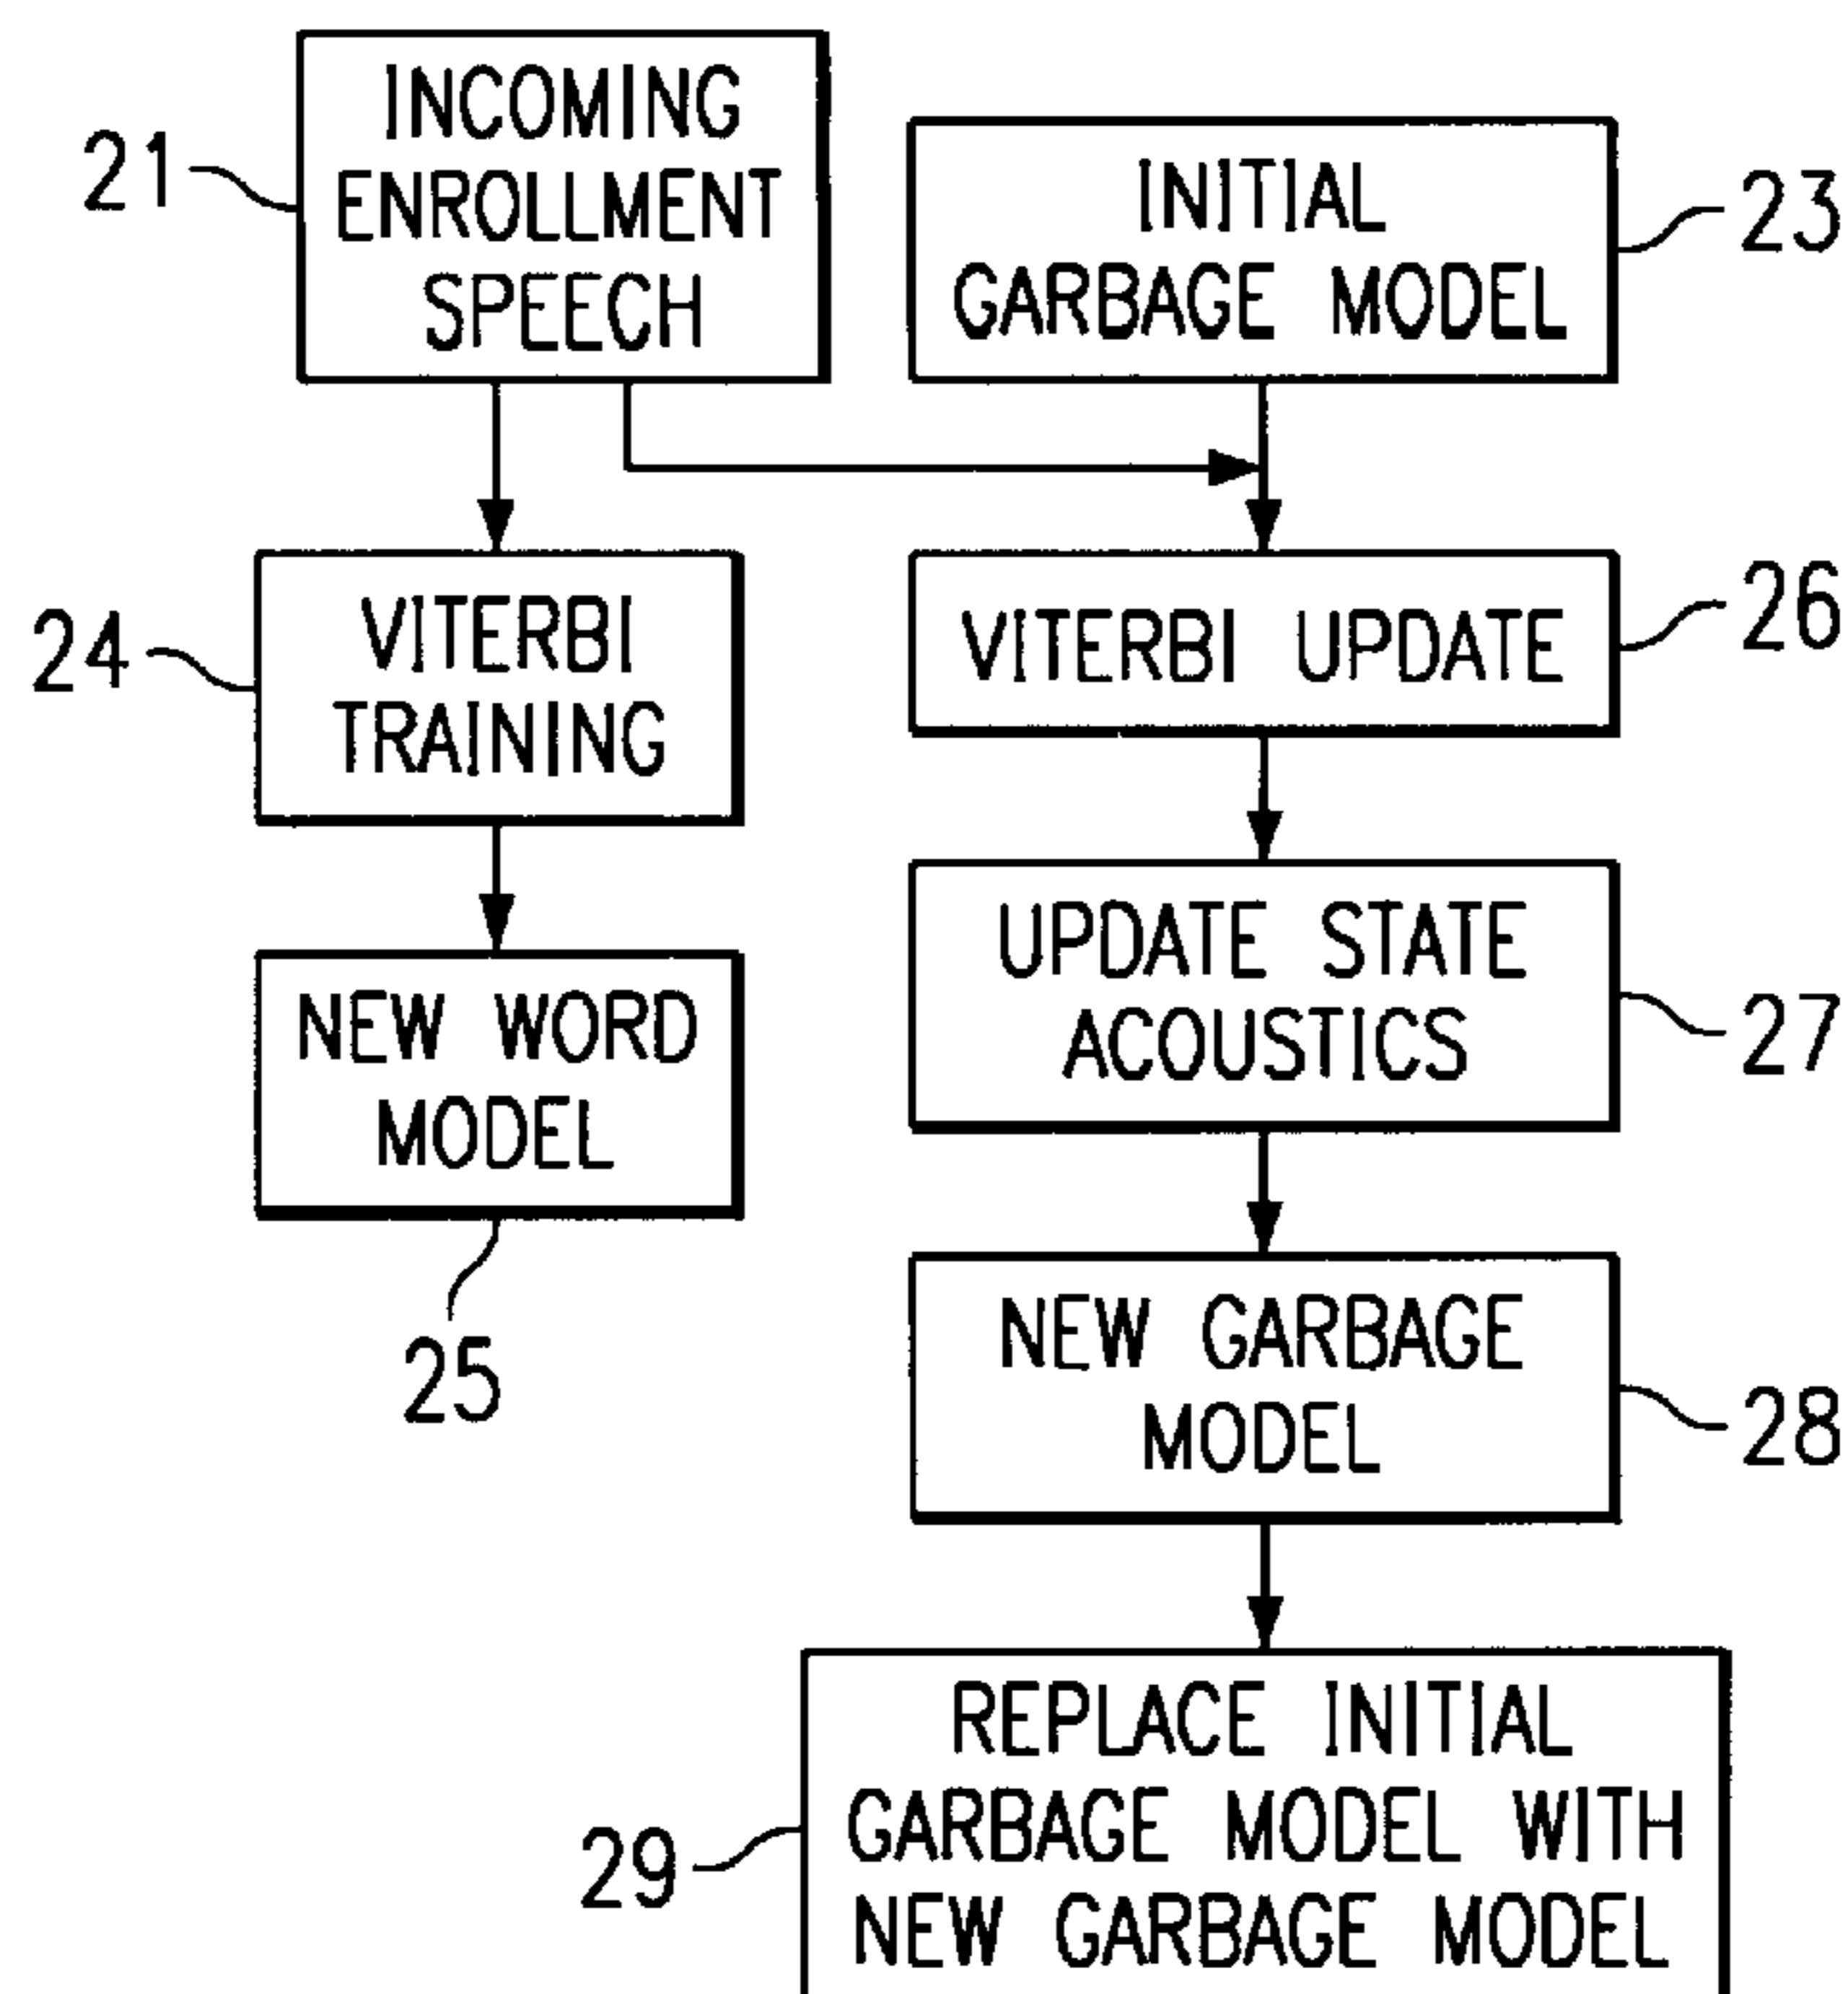 21
INCOMING
ENROLLMENT
SPEECH
INITIAL
GARBAGE MODEL
23
24
VITERBI
TRAINING
VITERBI UPDATE
26
NEW WORD
MODEL
25
UPDATE STATE
ACOUSTICS
27
NEW GARBAGE
MODEL
28
29
REPLACE INITIAL
GARBAGE MODEL WITH
NEW GARBAGE MODEL